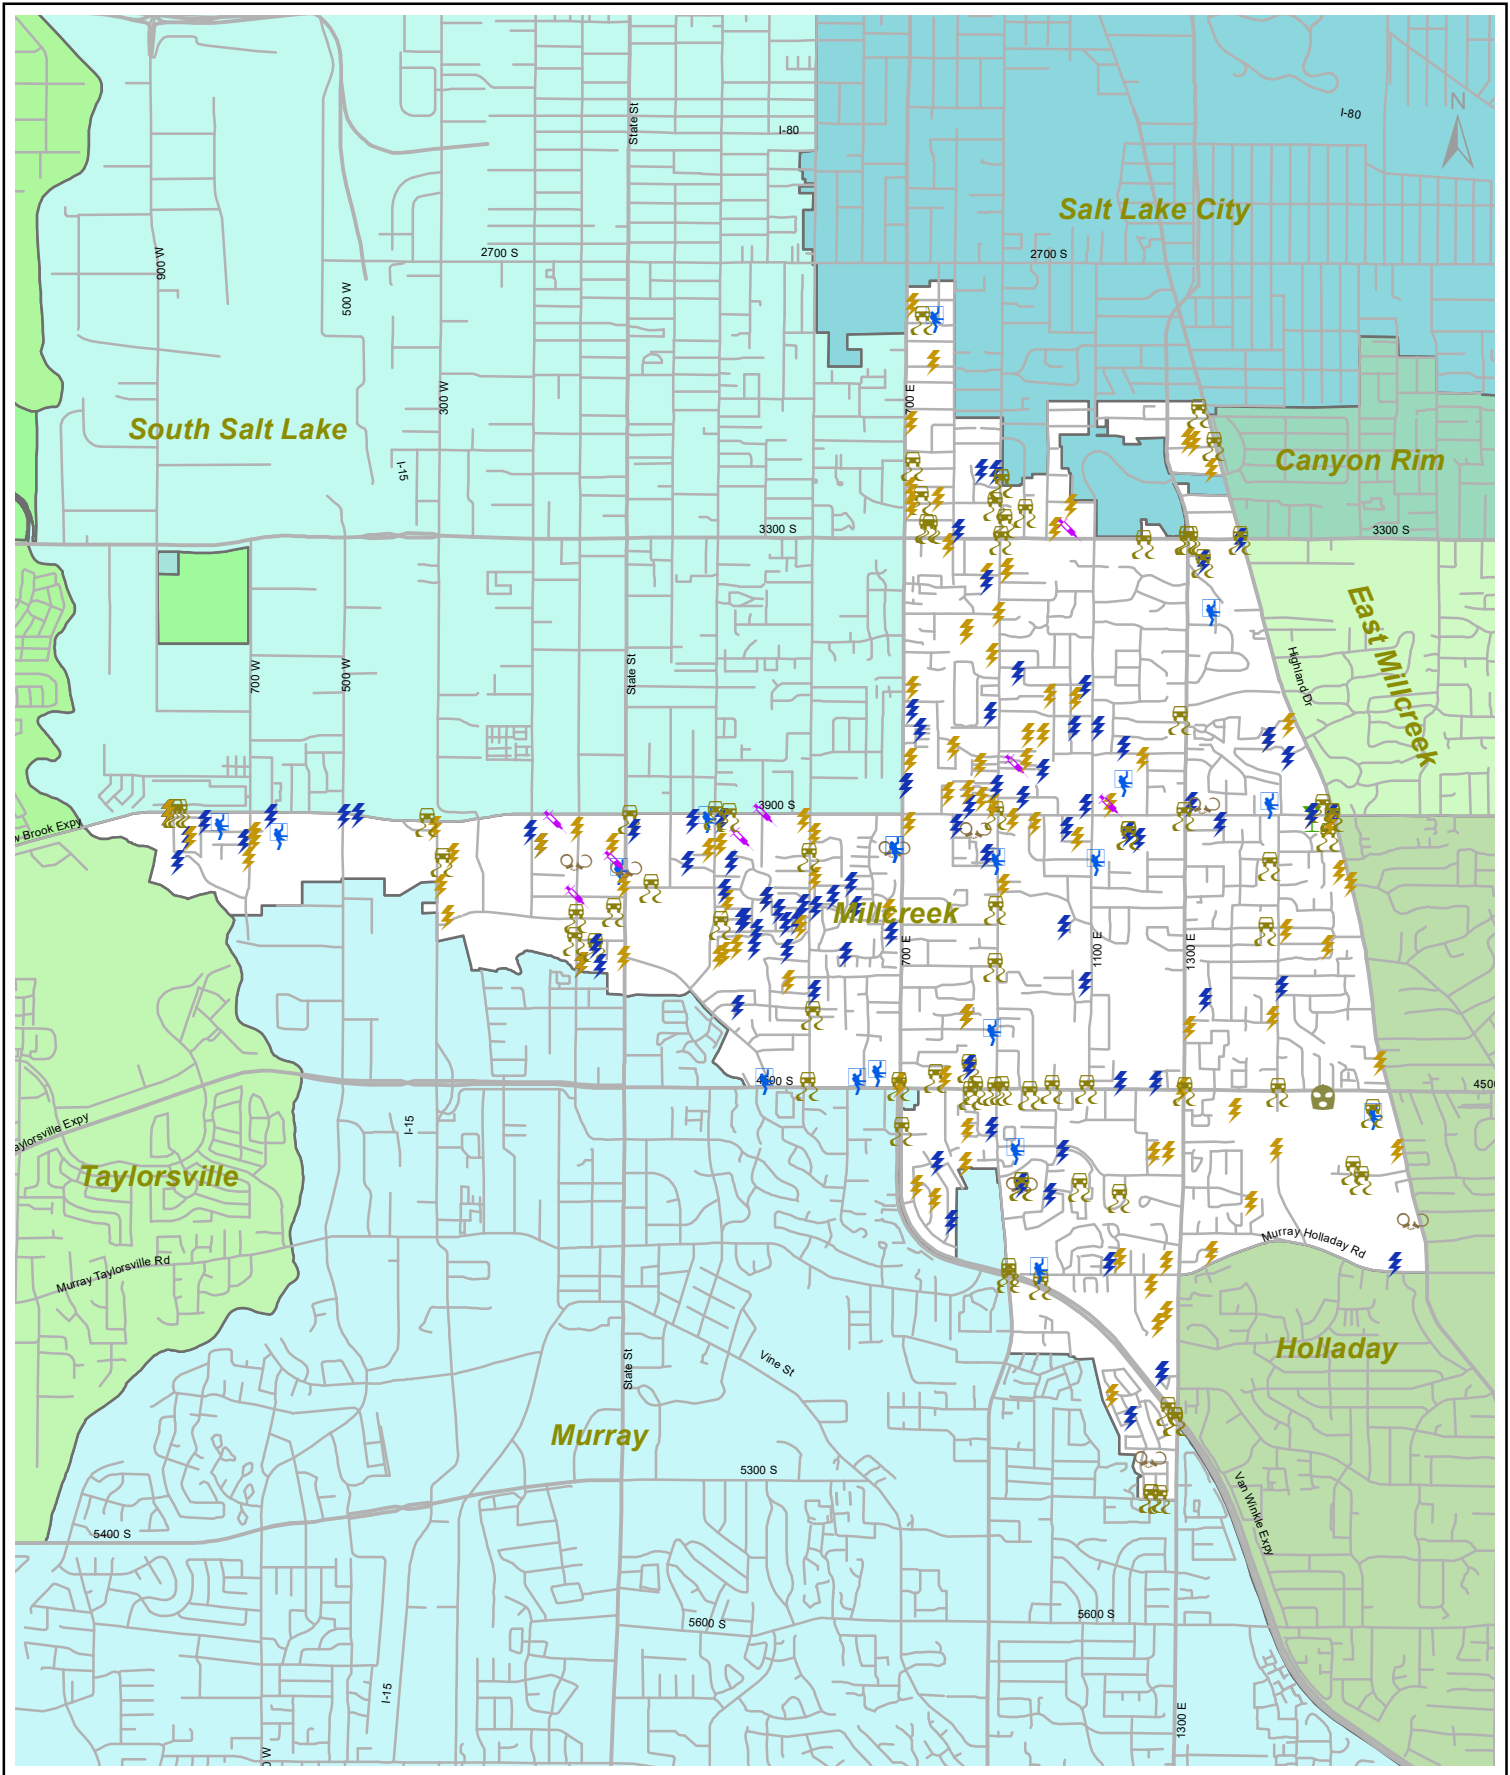 State St
I-80
I-80
N
Salt Lake City
900 W
2700 S
2700 S
500 W
300 W
700 E
South Salt Lake
I-15
Canyon Rim
3300 S
3300 S
East Millcreek
700 W
500 W
State St
Highland Dr
3900 S
w Brook Expy
Millcreek
700 E
1100 E
1300 E
4500 S
4500
I-15
aylorsville Expy
Taylorsville
Murray Taylorsville Rd
Murray Holladay Rd
Holladay
State St
Vine St
Murray
5300 S
Van Winkle Expy
5400 S
5600 S
5600 S
I-15
1300 E
0 W